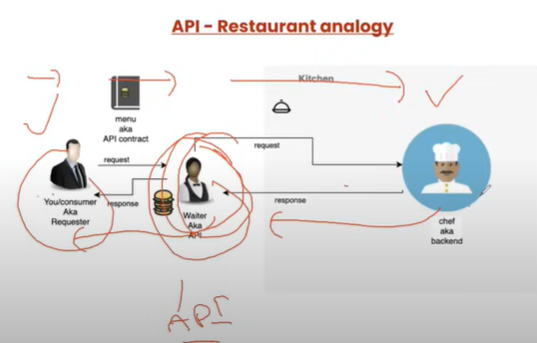 API - Restaurant analogy
Kitchen
menu
aka
API contract
request
request
response
response
You/consumer
Aka
Requester
Waiter
Aka
API
chef
aka
backend
API